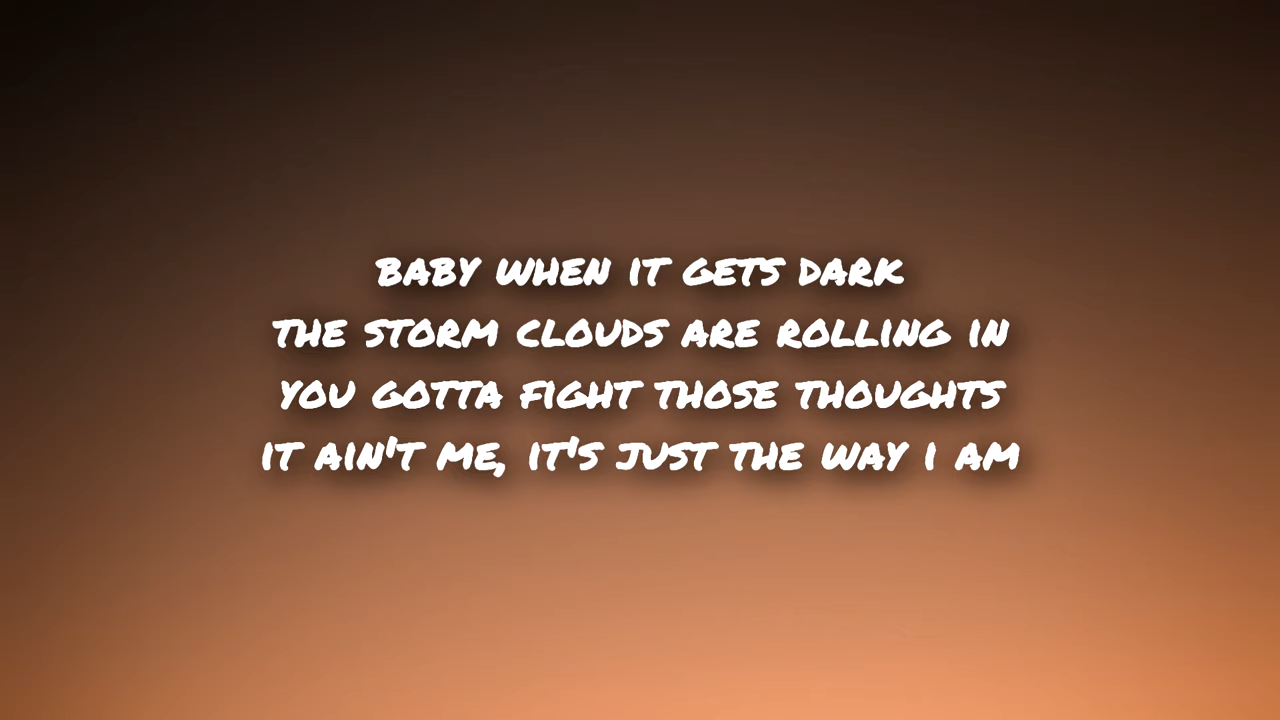 BABY WHEN IT GETS DARK
THE STORM CLOUDS ARE ROLLING IN
YOU GOTTA FIGHT THOSE THOUGHTS
IT AIN'T ME, IT'S JUST THE WAY I AM